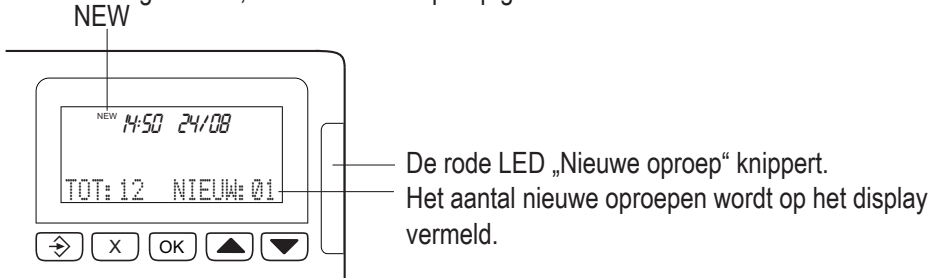 NEW
NEW 14:50 24/08
TOT: 12 NIEUW: 01
De rode LED „Nieuwe oproep“ knippert.
Het aantal nieuwe oproepen wordt op het display
vermeld.
X OK